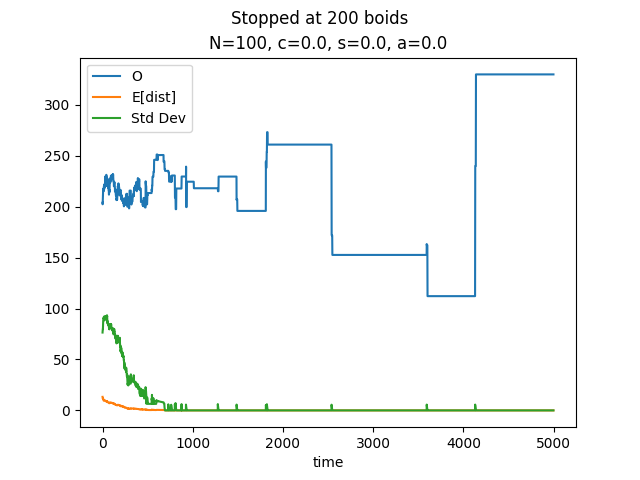 Stopped at 200 boids
N=100, c=0.0, s=0.0, a=0.0
O
E[dist]
Std Dev
300
250
200
150
100
50
0
0 1000 2000 3000 4000 5000
time